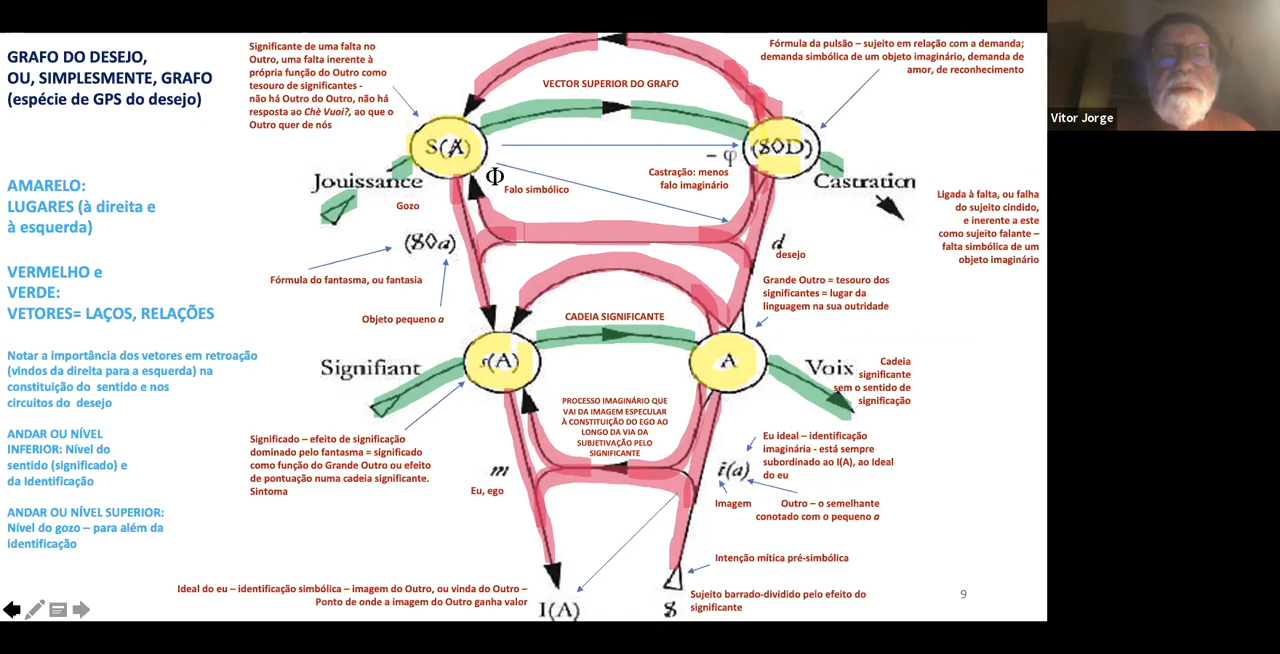 GRAFO DO DESEJO,
OU, SIMPLESMENTE, GRAFO
(espécie de GPS do desejo)
AMARELO:
LUGARES (à direita e
à esquerda)
VERMELHO e
VERDE:
VETORES= LAÇOS, RELAÇÕES
Notar a importância dos vetores em retroação
(vindos da direita para a esquerda) na
constituição do sentido e nos
circuitos do desejo
ANDAR OU NÍVEL
INFERIOR: Nível do
sentido (significado) e
da Identificação
ANDAR OU NÍVEL SUPERIOR:
Nível do gozo – para além da
identificação
Significante de uma falta no
Outro, uma falta inerente à
própria função do Outro como
tesouro de significantes -
não há Outro do Outro, não há
resposta ao Chè Vuoi?, ao que o
Outro quer de nós
VECTOR SUPERIOR DO GRAFO
Fórmula da pulsão – sujeito em relação com a demanda;
demanda simbólica de um objeto imaginário, demanda de
amor, de reconhecimento
S(Ⱥ)
($◊D)
– φ
Jouissance
Φ
Falo simbólico
Castração: menos
falo imaginário
Castration
Gozo
Ligada à falta, ou falha
do sujeito cindido,
e inerente a este
como sujeito falante –
falta simbólica de um
objeto imaginário
($◊a)
d
desejo
Fórmula do fantasma, ou fantasia
Objeto pequeno a
Grande Outro = tesouro dos
significantes = lugar da
linguagem na sua outridade
CADEIA SIGNIFICANTE
Signifiant
s(A)
A
Voix
Cadeia
significante
sem o sentido de
significação
PROCESSO IMAGINÁRIO QUE
VAI DA IMAGEM ESPECULAR
À CONSTITUIÇÃO DO EGO AO
LONGO DA VIA DA
SUBJETIVAÇÃO PELO
SIGNIFICANTE
Significado – efeito de significação
dominado pelo fantasma = significado
como função do Grande Outro ou efeito
de pontuação numa cadeia significante.
Sintoma
Eu ideal – identificação
imaginária - está sempre
subordinado ao I(A), ao Ideal
do eu
m
i(a)
Eu, ego
Imagem
Outro – o semelhante
conotado com o pequeno a
Intenção mítica pré-simbólica
Ideal do eu – identificação simbólica – imagem do Outro, ou vinda do Outro –
Ponto de onde a imagem do Outro ganha valor
I(A)
$
Sujeito barrado-dividido pelo efeito do
significante
9
Vitor Jorge